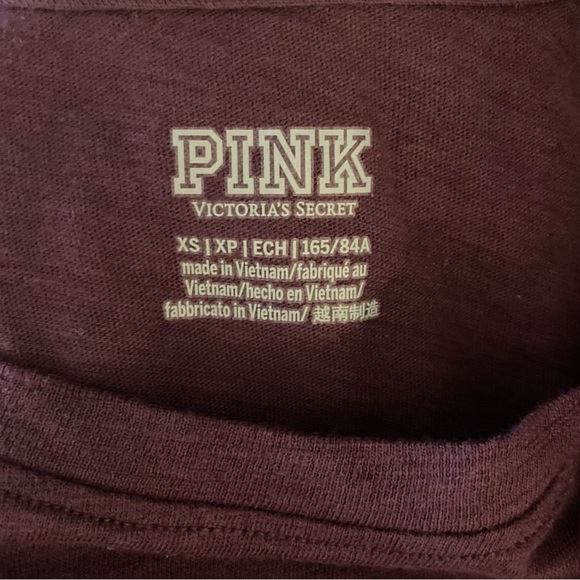 PINK
VICTORIA'S SECRET
XS | XP | ECH | 165/84A
made in Vietnam/fabriqué au
Vietnam/hecho en Vietnam/
fabbricato in Vietnam/ 越南制造